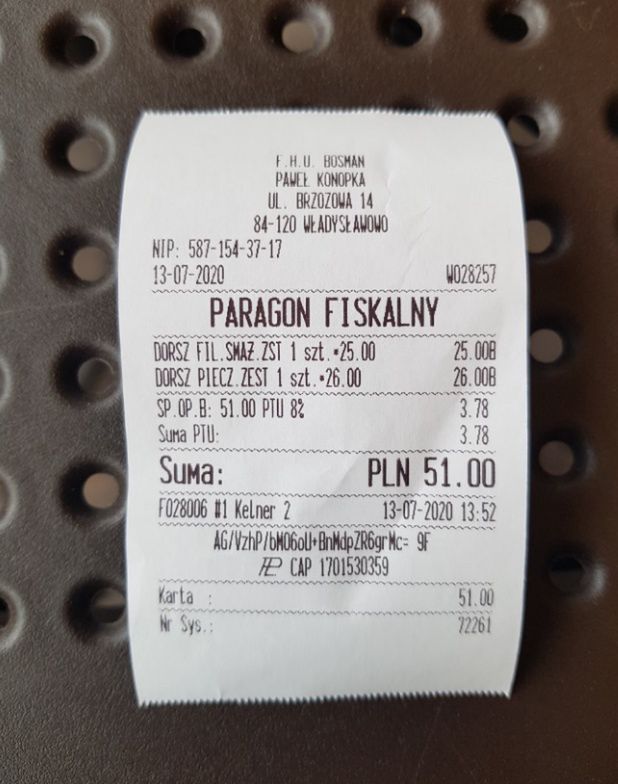 F.H.U. BOSMAN
PAWEŁ KONOPKA
UL. BRZOZOWA 14
84-120 WŁADYSŁAWOWO
NIP: 587-154-37-17
13-07-2020 W028257
PARAGON FISKALNY
DORSZ FIL.SMAŻ.ZST 1 szt.*25.00 25.00B
DORSZ PIECZ.ZEST 1 szt.*26.00 26.00B
SP.OP.B: 51.00 PTU 8% 3.78
Suma PTU: 3.78
Suma: PLN 51.00
F028006 #1 Kelner 2 13-07-2020 13:52
AG/VzhP/bMO6oU+BnMdpZR6grMc= 9F
CAP 1701530359
Karta : 51.00
Nr Sys.: 72261